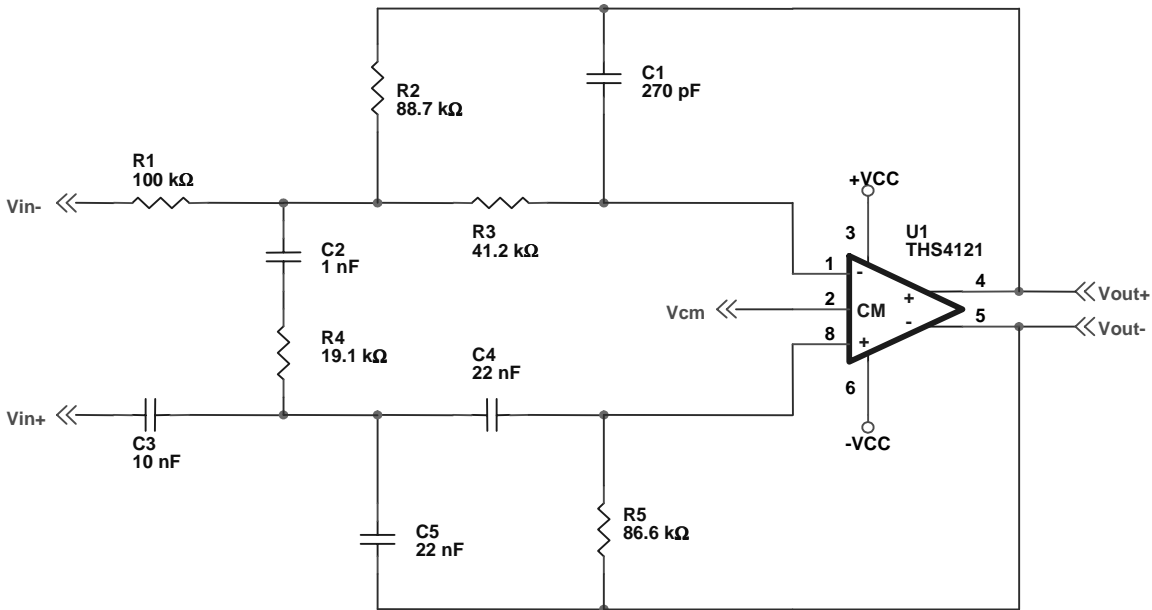 R2
88.7 kΩ
C1
270 pF
R1
100 kΩ
Vin-
R3
41.2 kΩ
+VCC
3
U1
THS4121
C2
1 nF
1
-
4
+
Vout+
Vcm
2
CM
-
5
Vout-
8
+
R4
19.1 kΩ
C4
22 nF
6
Vin+
C3
10 nF
-VCC
R5
86.6 kΩ
C5
22 nF